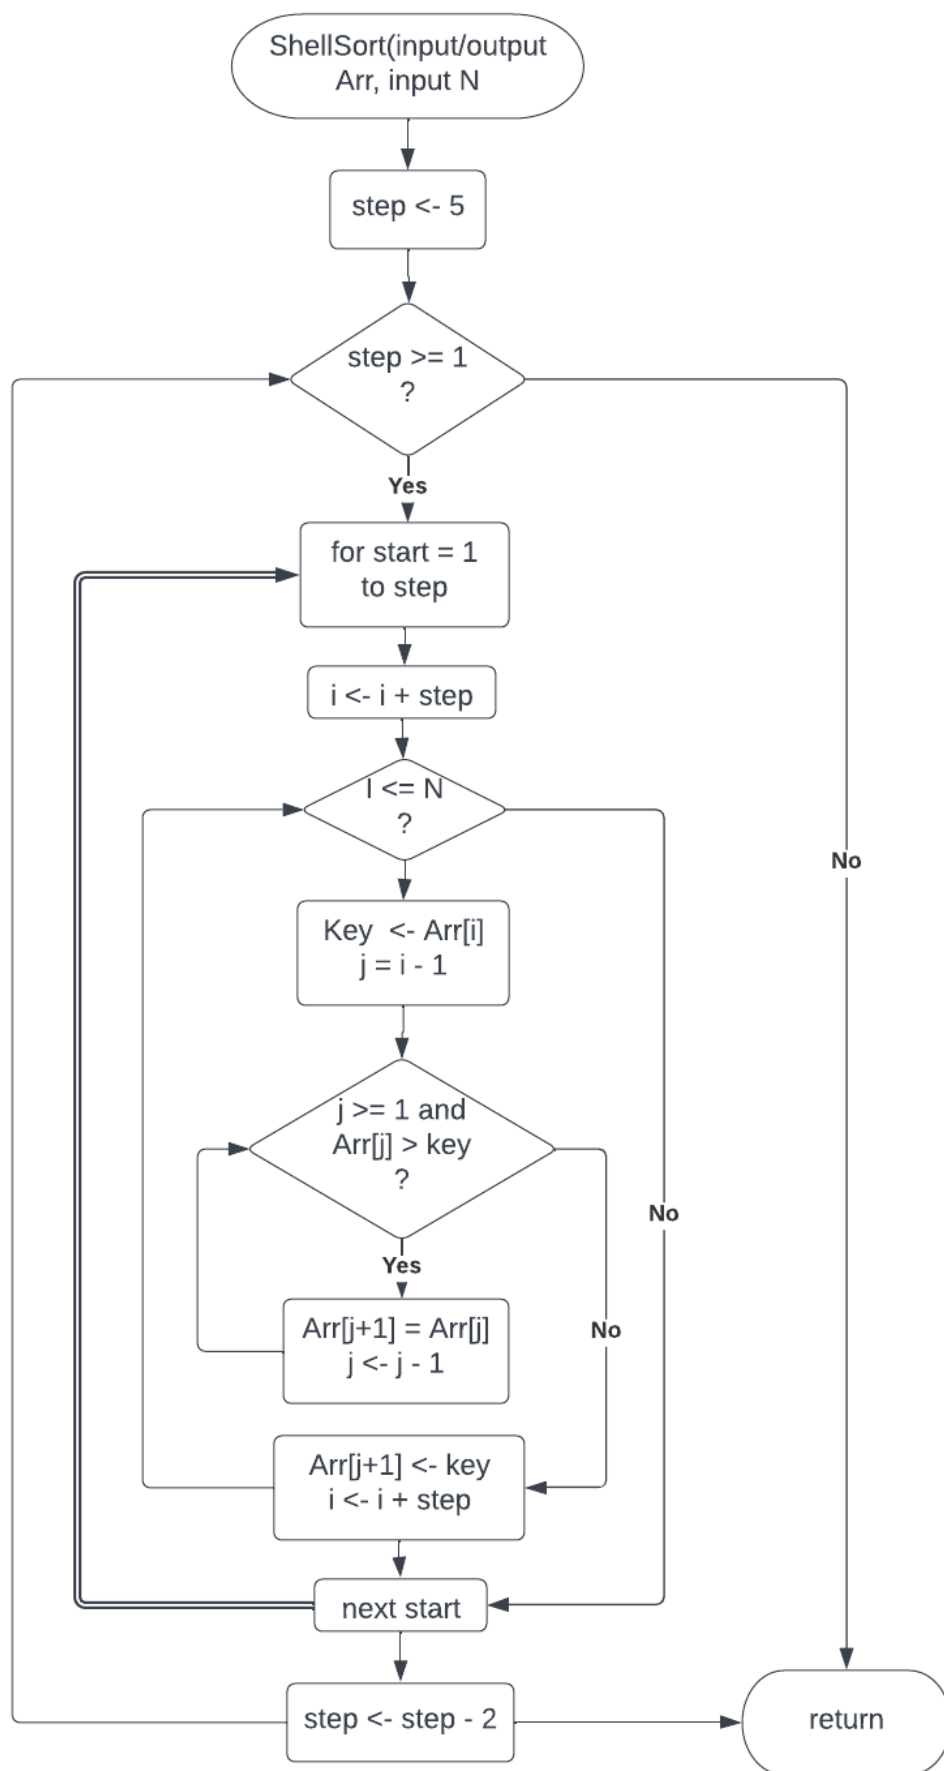 ShellSort(input/output
Arr, input N
step <- 5
step >= 1
?
Yes
for start = 1
to step
i <- i + step
I <= N
?
No
Key  <- Arr[i]
j = i - 1
j >= 1 and
Arr[j] > key
?
No
Yes
Arr[j+1] = Arr[j]
No
j <- j - 1
Arr[j+1] <- key
i <- i + step
next start
step <- step - 2
return